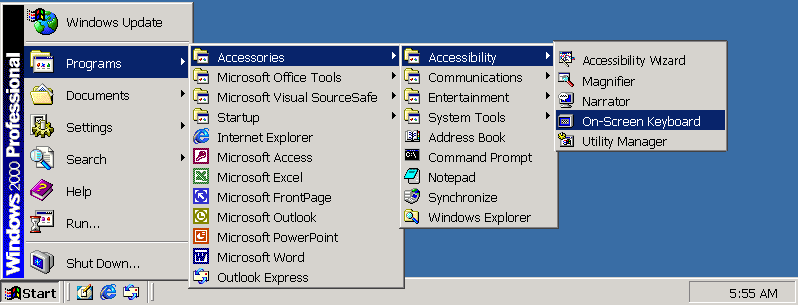 Windows 2000 Professional
Windows Update
Programs
Documents
Settings
Search
Help
Run...
Shut Down...
Accessories
Microsoft Office Tools
Microsoft Visual SourceSafe
Startup
Internet Explorer
Microsoft Access
Microsoft Excel
Microsoft FrontPage
Microsoft Outlook
Microsoft PowerPoint
Microsoft Word
Outlook Express
Accessibility
Communications
Entertainment
System Tools
Address Book
Command Prompt
Notepad
Synchronize
Windows Explorer
Accessibility Wizard
Magnifier
Narrator
On-Screen Keyboard
Utility Manager
Start
5:55 AM